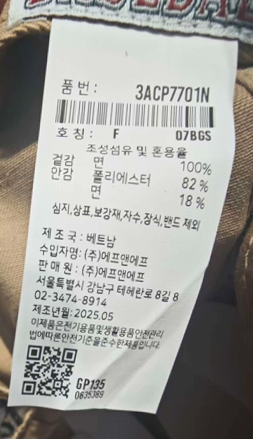 품번: 3ACP7701N
호칭: F 07BGS
조성섬유 및 혼용율
겉감 면 100%
안감 폴리에스터 82%
면 18%
심지,상표,보강재,자수,장식,밴드 제외
제조국: 베트남
수입자명: (주)에프앤에프
판매원: (주)에프앤에프
서울특별시 강남구 테헤란로 8길 8
02-3474-8914
제조년월: 2025.05
이제품은전기용품및생활용품안전관리
법에따른안전기준을준수한제품입니다.
GP135
0635369